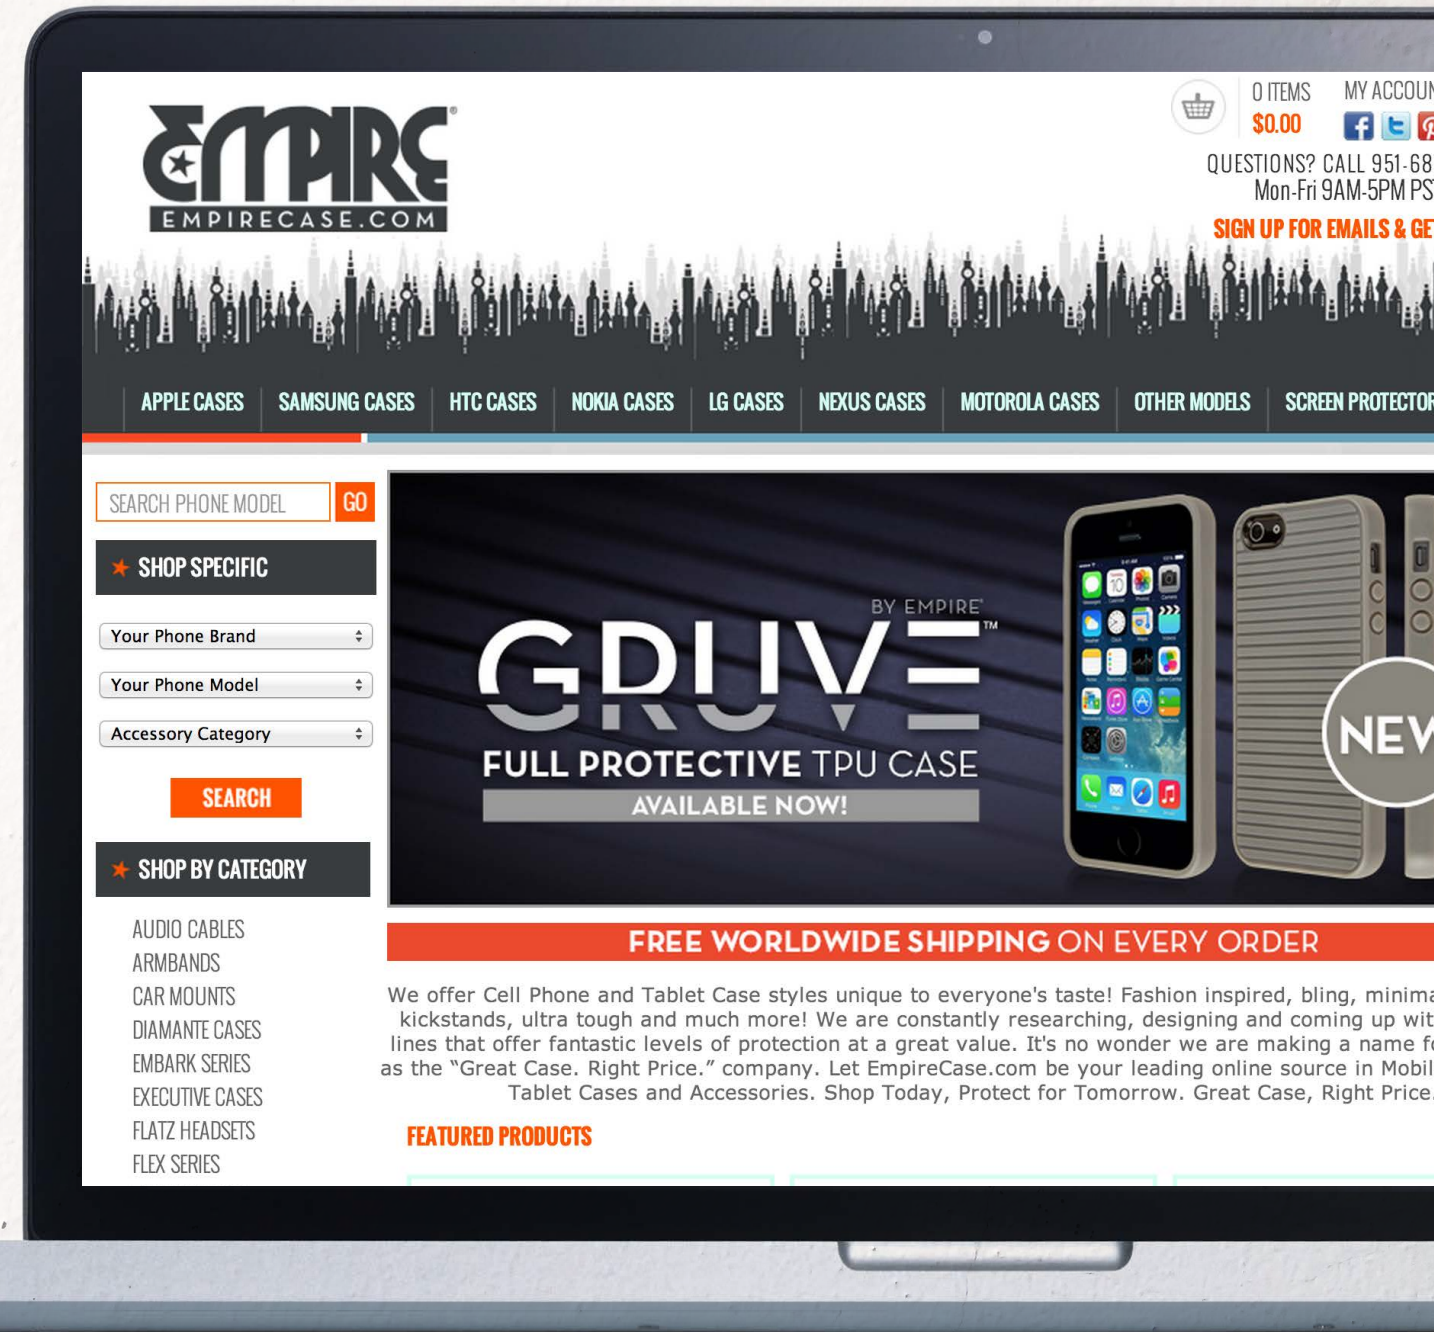 EMPIRE®
EMPIRECASE.COM
0 ITEMS
$0.00
MY ACCOUN
QUESTIONS? CALL 951-68
Mon-Fri 9AM-5PM PS
SIGN UP FOR EMAILS & GE
APPLE CASES
SAMSUNG CASES
HTC CASES
NOKIA CASES
LG CASES
NEXUS CASES
MOTOROLA CASES
OTHER MODELS
SCREEN PROTECTOR
SEARCH PHONE MODEL
GO
SHOP SPECIFIC
Your Phone Brand
Your Phone Model
Accessory Category
SEARCH
SHOP BY CATEGORY
AUDIO CABLES
ARMBANDS
CAR MOUNTS
DIAMANTE CASES
EMBARK SERIES
EXECUTIVE CASES
FLATZ HEADSETS
FLEX SERIES
BY EMPIRE®
GRUVE™
FULL PROTECTIVE TPU CASE
AVAILABLE NOW!
NEW
FREE WORLDWIDE SHIPPING ON EVERY ORDER
We offer Cell Phone and Tablet Case styles unique to everyone's taste! Fashion inspired, bling, minima
kickstands, ultra tough and much more! We are constantly researching, designing and coming up wit
lines that offer fantastic levels of protection at a great value. It's no wonder we are making a name fo
as the “Great Case. Right Price.” company. Let EmpireCase.com be your leading online source in Mobil
Tablet Cases and Accessories. Shop Today, Protect for Tomorrow. Great Case, Right Price.
FEATURED PRODUCTS